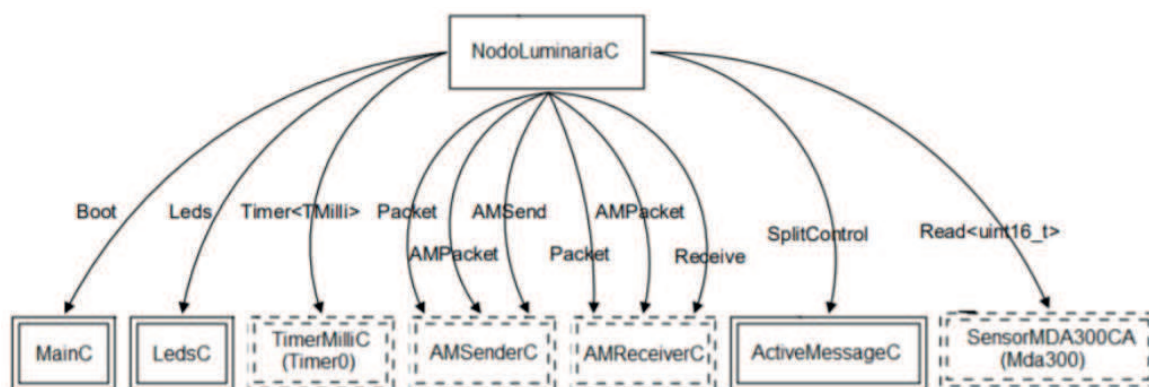 NodoLuminariaC
Boot
Leds
Timer<TMilli>
Packet
AMSend
AMPacket
SplitControl
Read<uint16_t>
AMPacket
Packet
Receive
MainC
LedsC
TimerMilliC
(Timer0)
AMSenderC
AMReceiverC
ActiveMessageC
SensorMDA300CA
(Mda300)